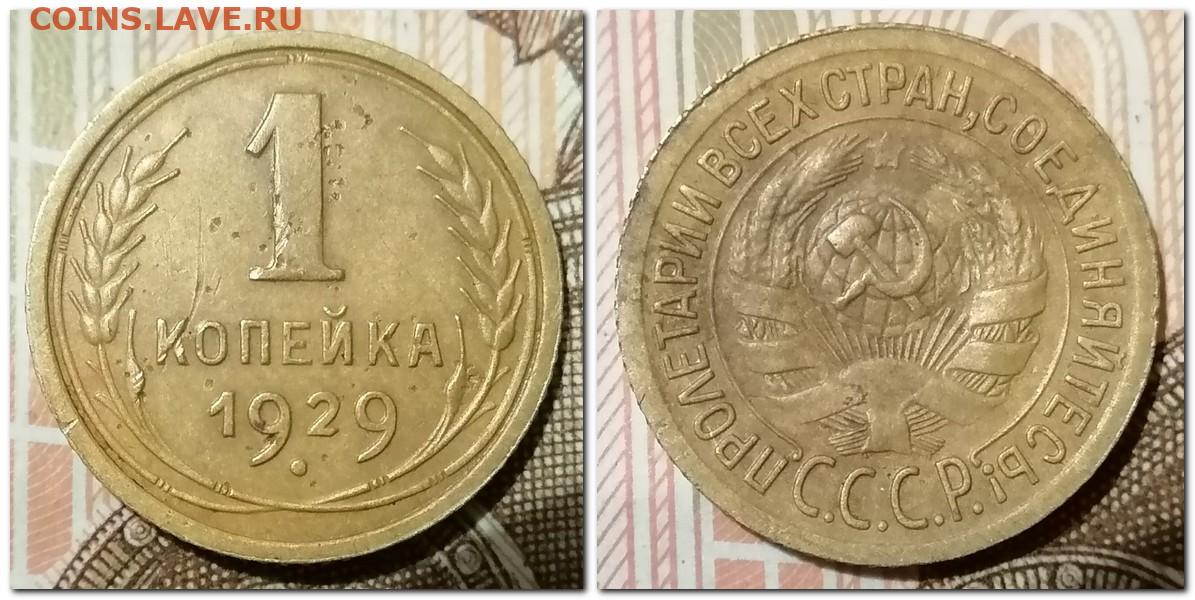 COINS.LAVE.RU
1
КОПЕЙКА
1929
ПРОЛЕТАРИИ ВСЕХ СТРАН, СОЕДИНЯЙТЕСЬ!
С.С.С.Р.